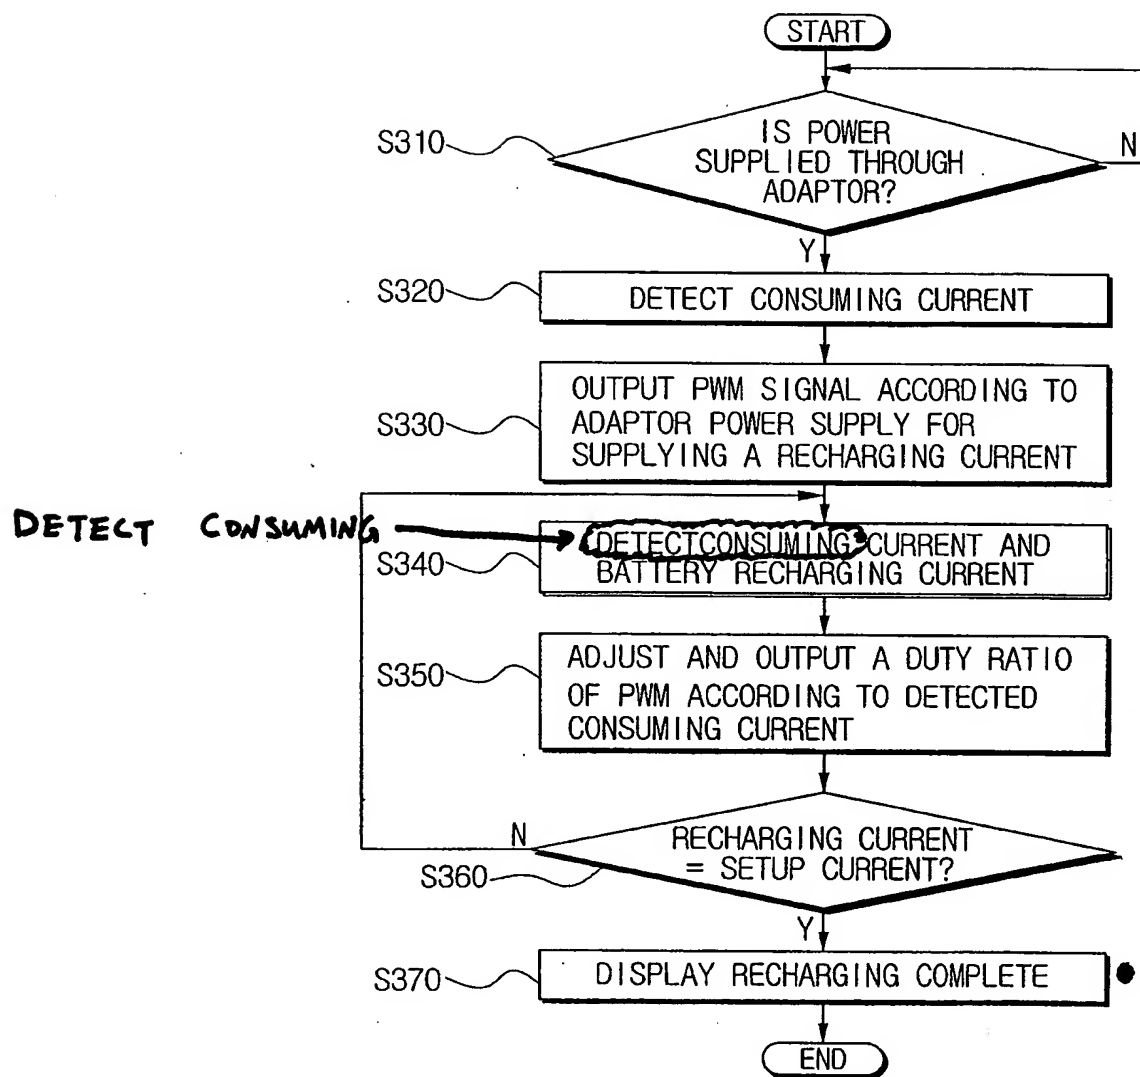 START
IS POWER
SUPPLIED THROUGH
ADAPTOR?
S310
N
Y
S320
DETECT CONSUMING CURRENT
S330
OUTPUT PWM SIGNAL ACCORDING TO
ADAPTOR POWER SUPPLY FOR
SUPPLYING A RECHARGING CURRENT
DETECT CONSUMING
S340
DETECTCONSUMING CURRENT AND
BATTERY RECHARGING CURRENT
S350
ADJUST AND OUTPUT A DUTY RATIO
OF PWM ACCORDING TO DETECTED
CONSUMING CURRENT
N
S360
RECHARGING CURRENT
= SETUP CURRENT?
Y
S370
DISPLAY RECHARGING COMPLETE
END